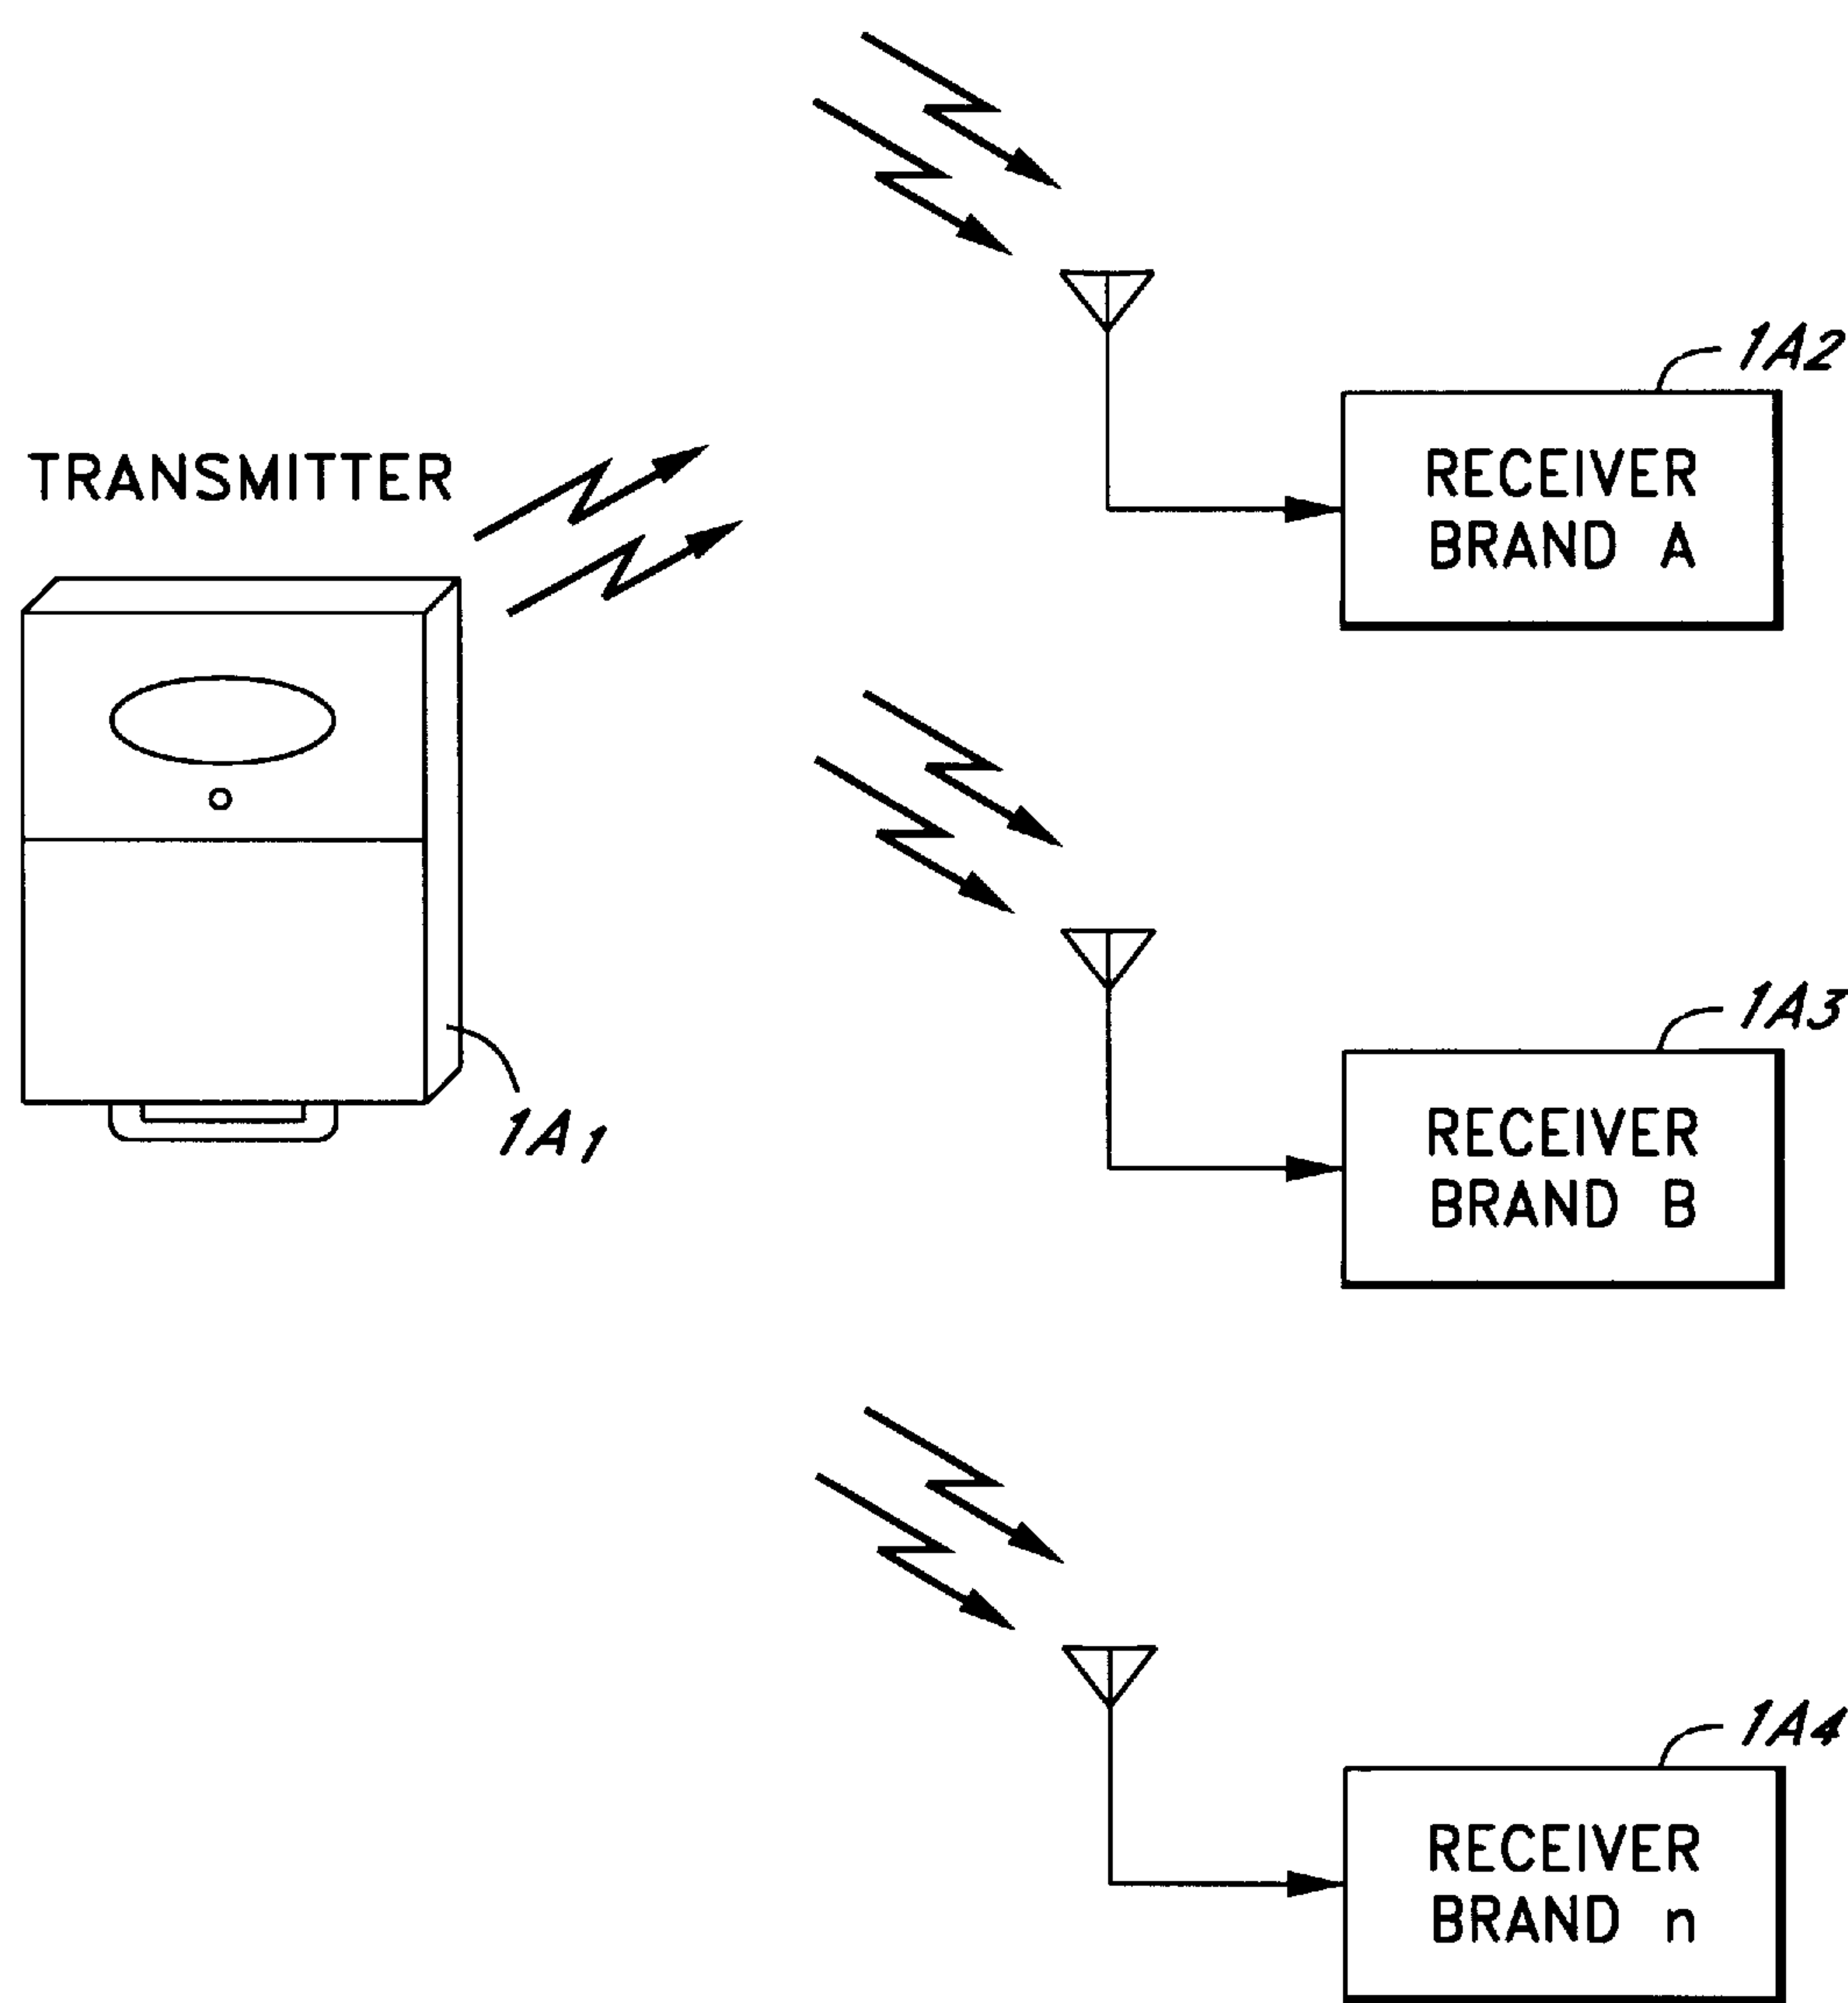 1A2
TRANSMITTER
RECEIVER
BRAND A
1A3
1A1
RECEIVER
BRAND B
1A4
RECEIVER
BRAND n